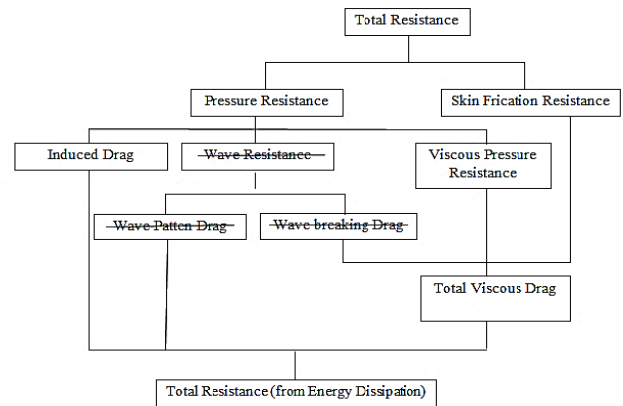 Total Resistance
Pressure Resistance
Skin Frication Resistance
Induced Drag
Wave Resistance
Viscous Pressure
Resistance
Wave Patten Drag
Wave breaking Drag
Total Viscous Drag
Total Resistance (from Energy Dissipation)